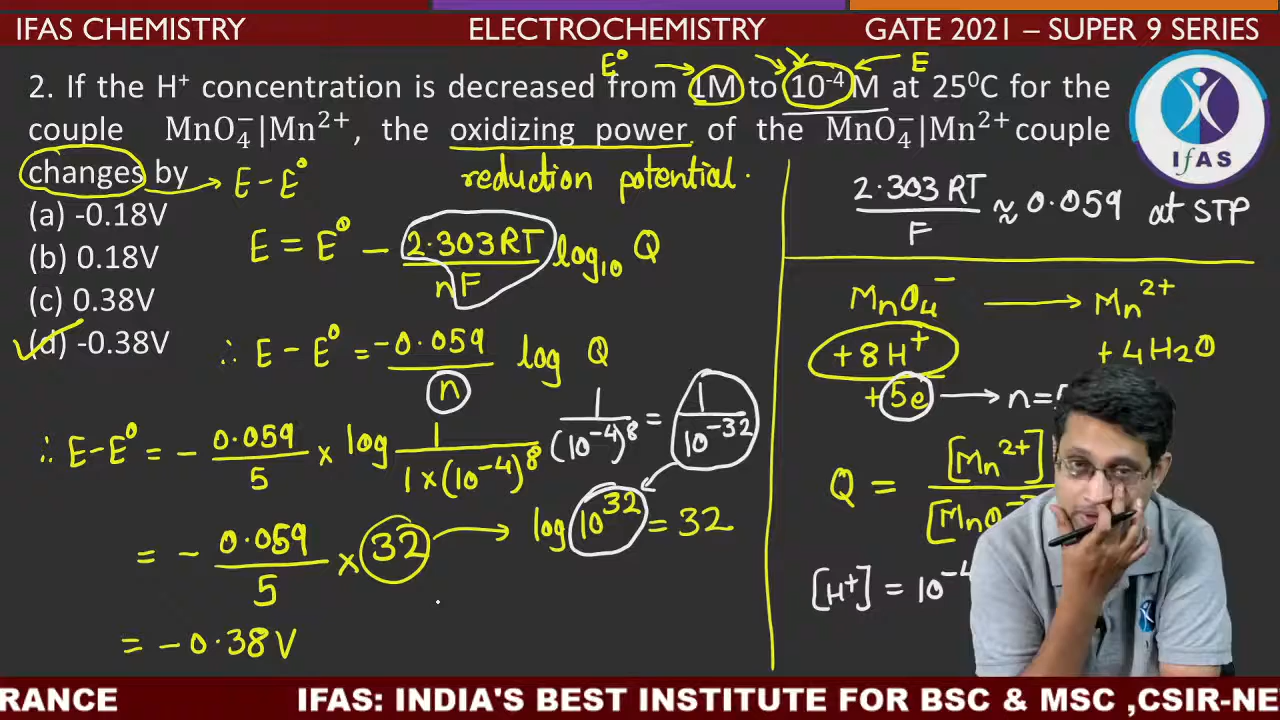 IFAS CHEMISTRY ELECTROCHEMISTRY GATE 2021 – SUPER 9 SERIES
E° E
2. If the H⁺ concentration is decreased from 1M to 10⁻⁴ M at 25⁰C for the
couple MnO₄⁻|Mn²⁺, the oxidizing power of the MnO₄⁻|Mn²⁺couple
changes by → E - E° reduction potential.
(a) -0.18V
(b) 0.18V
(c) 0.38V
(d) -0.38V
IfAS
E = E° - 2.303RT/nF log₁₀ Q
∴ E - E° = -0.059/n log Q
∴ E - E° = - 0.059/5 × log 1/1×(10⁻⁴)⁸
1/(10⁻⁴)⁸ = 1/10⁻³²
= - 0.059/5 × 32 → log 10³² = 32
= - 0.38V
2.303 RT/F ≈ 0.059 at STP
MnO₄⁻ → Mn²⁺
+ 8H⁺ + 4H₂O
+ 5e⁻ → n=5
Q = [Mn²⁺]/[MnO
[H⁺] = 10⁻⁴
RANCE IFAS: INDIA'S BEST INSTITUTE FOR BSC & MSC ,CSIR-NE